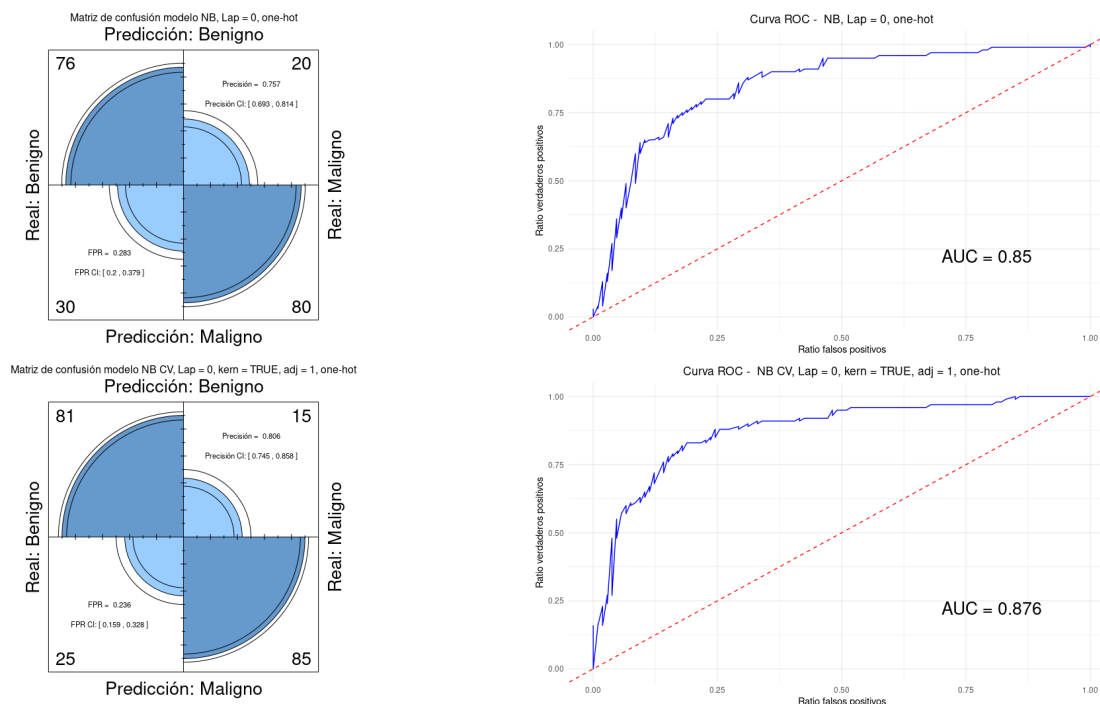 Matriz de confusión modelo NB, Lap = 0, one-hot
Predicción: Benigno
76
20
Precisión = 0.757
Precisión CI: [ 0.693 , 0.814 ]
Real: Benigno
Real: Maligno
FPR = 0.283
FPR CI: [ 0.2 , 0.379 ]
30
80
Predicción: Maligno
Curva ROC - NB, Lap = 0, one-hot
Ratio verdaderos positivos
1.00
0.75
0.50
0.25
0.00
AUC = 0.85
0.00 0.25 0.50 0.75 1.00
Ratio falsos positivos
Matriz de confusión modelo NB CV, Lap = 0, kern = TRUE, adj = 1, one-hot
Predicción: Benigno
81
15
Precisión = 0.806
Precisión CI: [ 0.745 , 0.858 ]
Real: Benigno
Real: Maligno
FPR = 0.236
FPR CI: [ 0.159 , 0.328 ]
25
85
Predicción: Maligno
Curva ROC - NB CV, Lap = 0, kern = TRUE, adj = 1, one-hot
Ratio verdaderos positivos
1.00
0.75
0.50
0.25
0.00
AUC = 0.876
0.00 0.25 0.50 0.75 1.00
Ratio falsos positivos